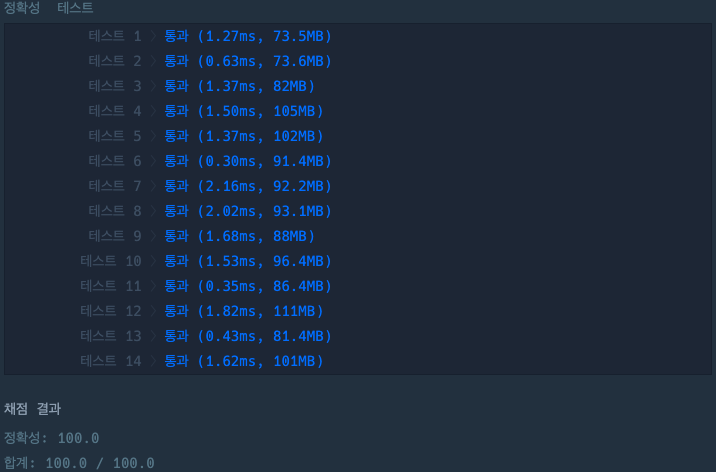 정확성  테스트
테스트 1 〉 통과 (1.27ms, 73.5MB)
테스트 2 〉 통과 (0.63ms, 73.6MB)
테스트 3 〉 통과 (1.37ms, 82MB)
테스트 4 〉 통과 (1.50ms, 105MB)
테스트 5 〉 통과 (1.37ms, 102MB)
테스트 6 〉 통과 (0.30ms, 91.4MB)
테스트 7 〉 통과 (2.16ms, 92.2MB)
테스트 8 〉 통과 (2.02ms, 93.1MB)
테스트 9 〉 통과 (1.68ms, 88MB)
테스트 10 〉 통과 (1.53ms, 96.4MB)
테스트 11 〉 통과 (0.35ms, 86.4MB)
테스트 12 〉 통과 (1.82ms, 111MB)
테스트 13 〉 통과 (0.43ms, 81.4MB)
테스트 14 〉 통과 (1.62ms, 101MB)
채점 결과
정확성: 100.0
합계: 100.0 / 100.0